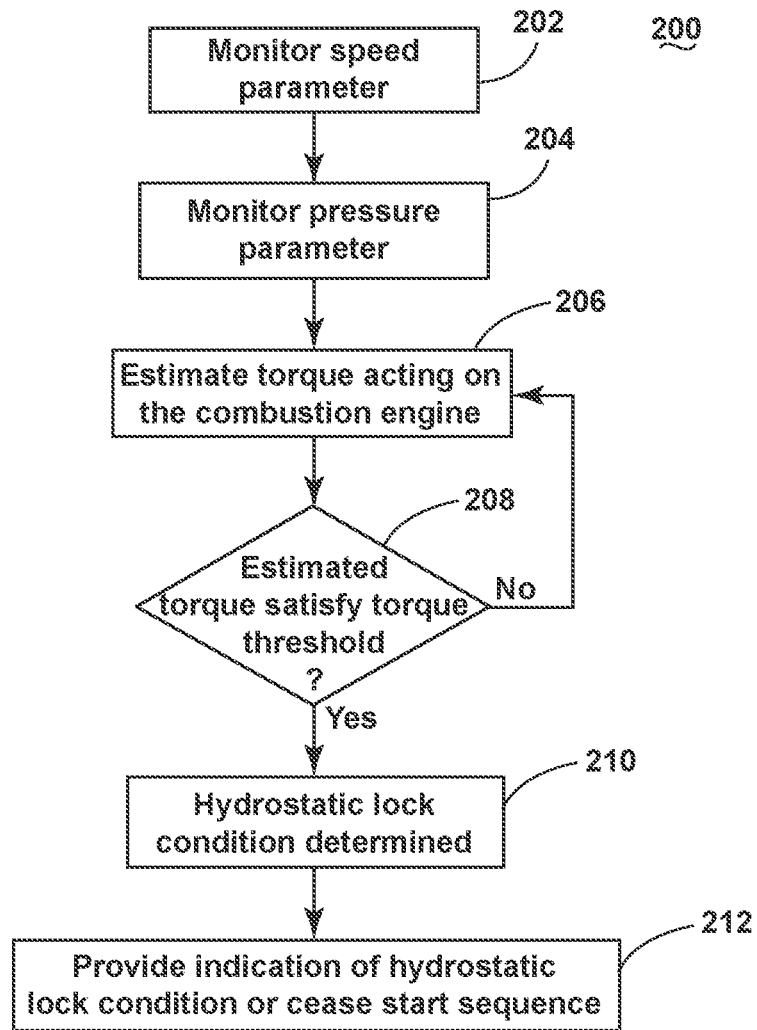 200
202
Monitor speed
parameter
204
Monitor pressure
parameter
206
Estimate torque acting on
the combustion engine
208
Estimated
torque satisfy torque
threshold
?
No
Yes
210
Hydrostatic lock
condition determined
212
Provide indication of hydrostatic
lock condition or cease start sequence